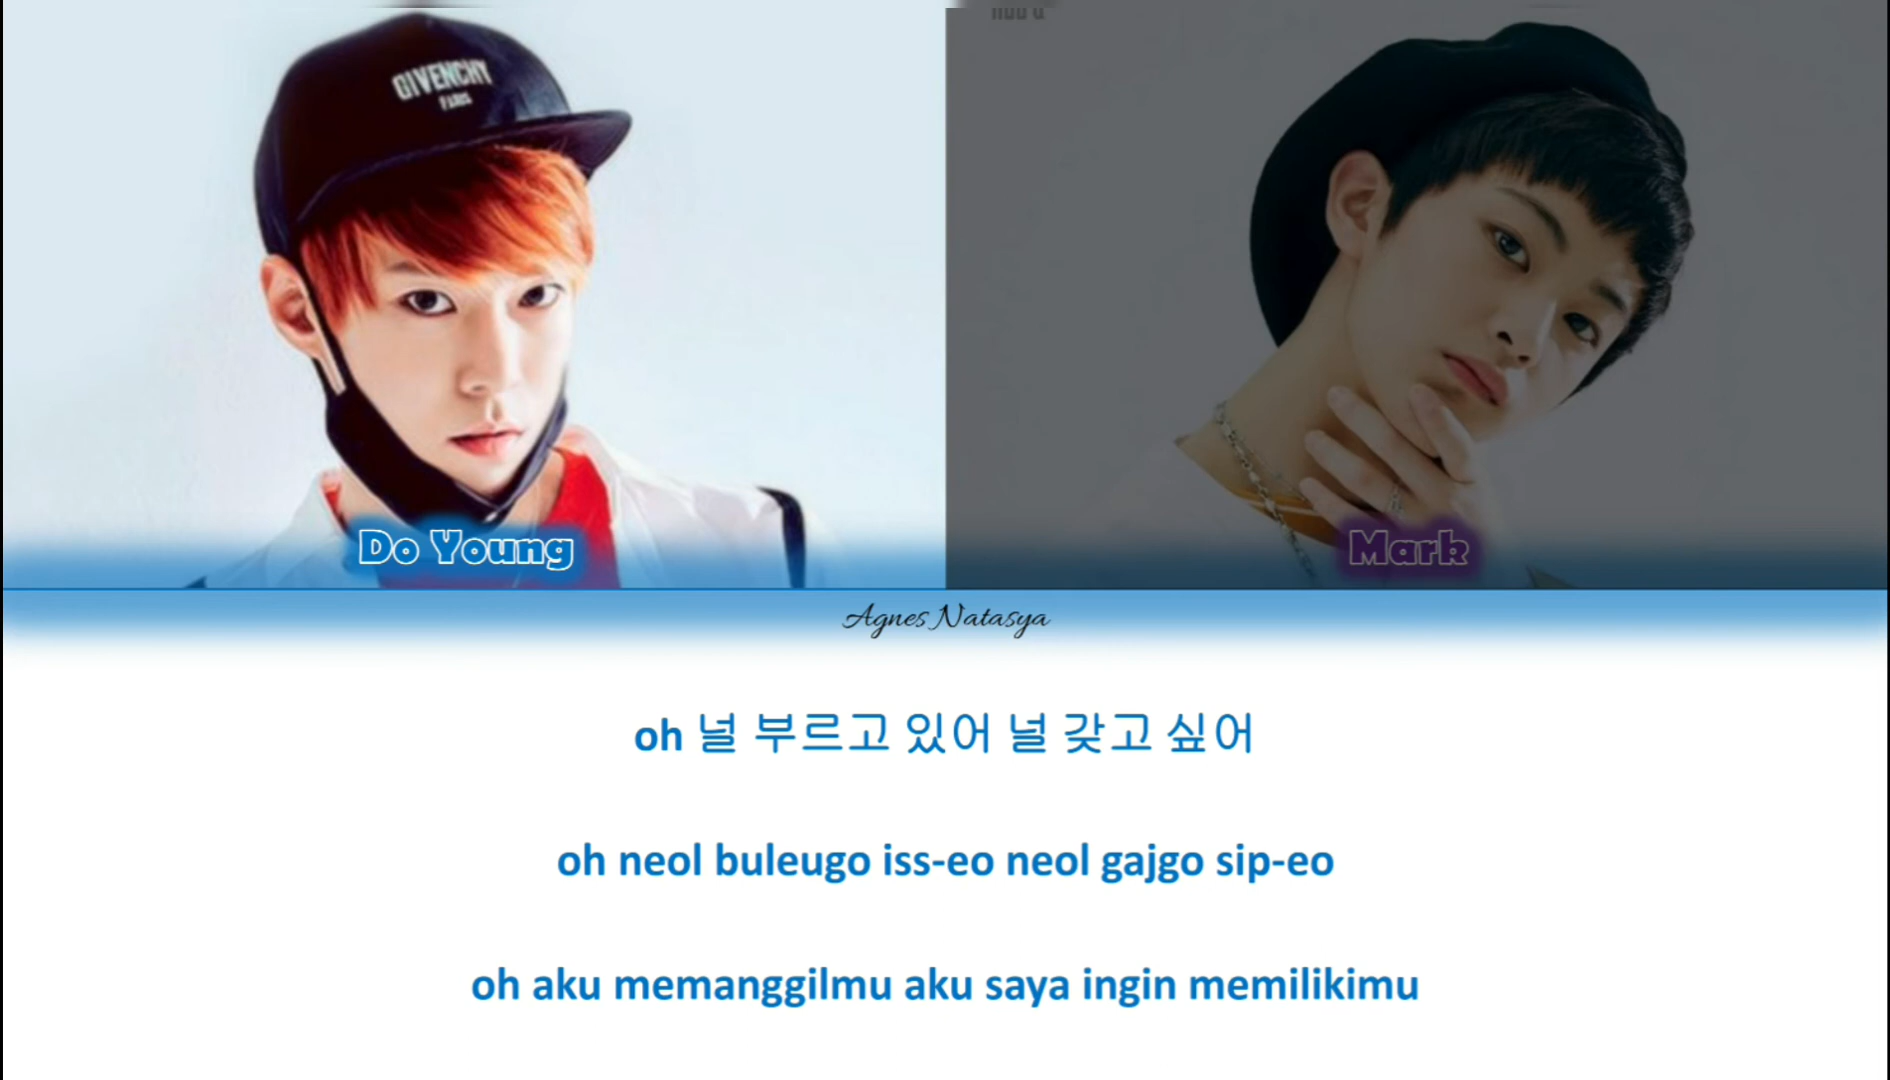 GIVENCHY
PARIS
Do Young
Mark
Agnes Natasya
oh 널 부르고 있어 널 갖고 싶어
oh neol buleugo iss-eo neol gajgo sip-eo
oh aku memanggilmu aku saya ingin memilikimu